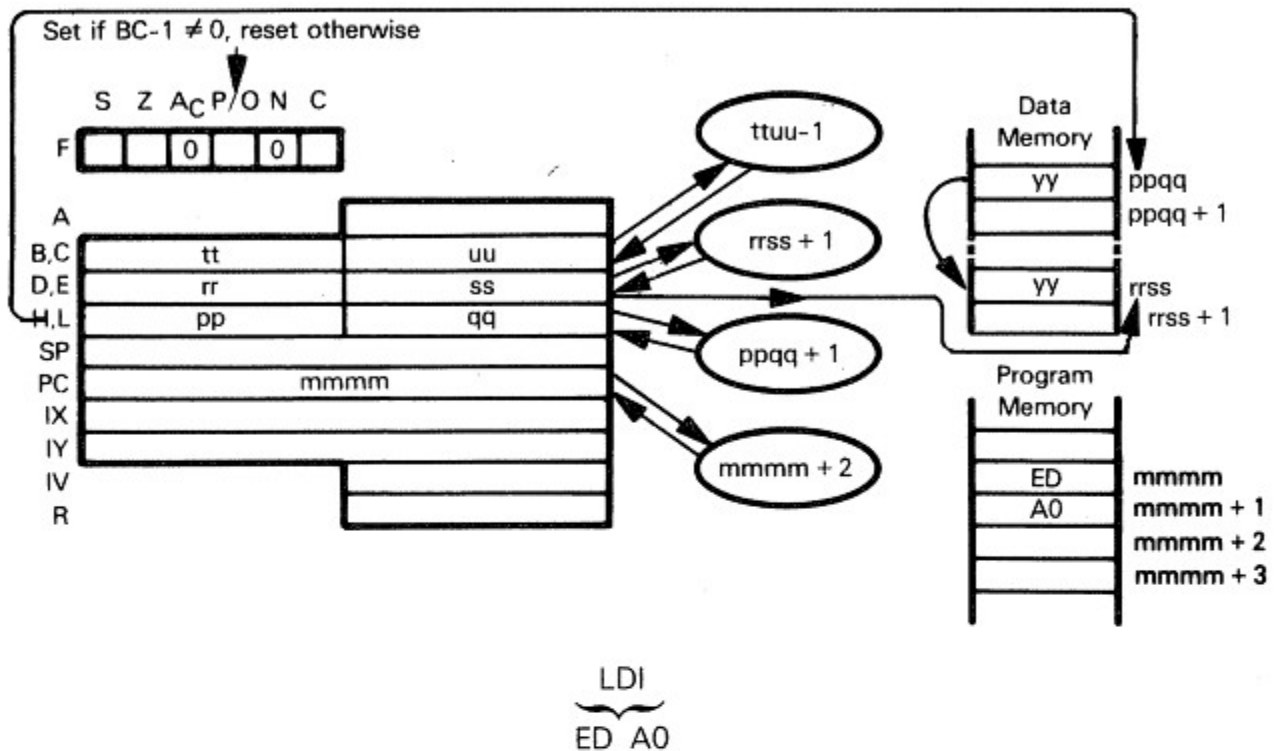 Set if BC-1 ≠ 0, reset otherwise
S Z AC P/O N C
F 0 0
ttuu-1
Data
Memory
yy ppqq
ppqq + 1
A
B,C tt uu
rrss + 1
D,E rr ss
yy rrss
H,L pp qq
rrss + 1
SP
ppqq + 1
PC mmmm
Program
Memory
IX
IY
mmmm + 2
IV
ED mmmm
R
A0 mmmm + 1
mmmm + 2
mmmm + 3
LDI
ED A0